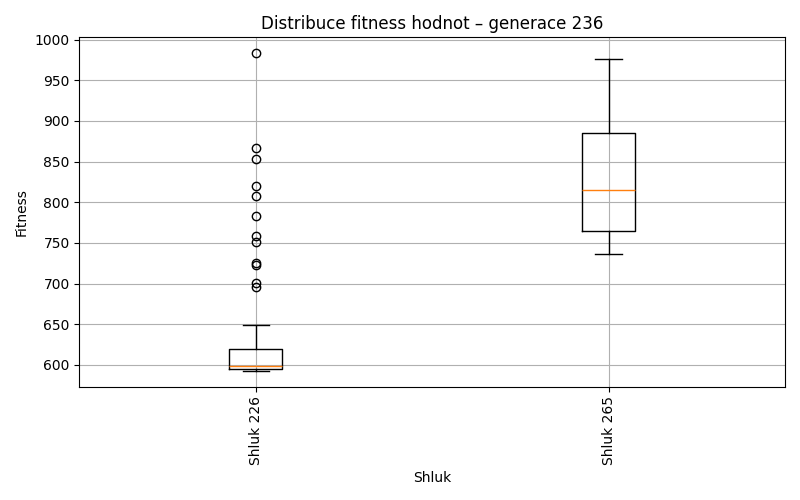 Distribuce fitness hodnot – generace 236
1000
950
900
850
800
750
700
650
600
Fitness
Shluk 226
Shluk 265
Shluk